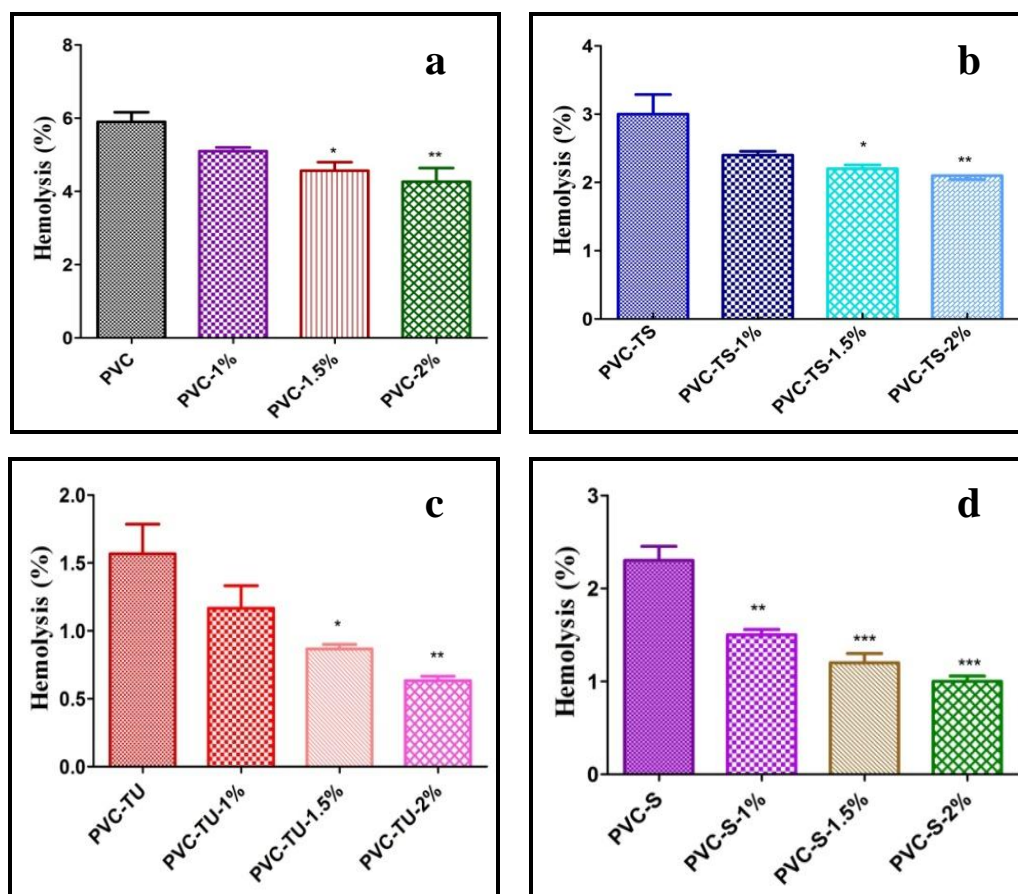 a
Hemolysis (%)
8
6
4
2
0
*
**
PVC
PVC-1%
PVC-1.5%
PVC-2%
b
Hemolysis (%)
4
3
2
1
0
*
**
PVC-TS
PVC-TS-1%
PVC-TS-1.5%
PVC-TS-2%
c
Hemolysis (%)
2.0
1.5
1.0
0.5
0.0
*
**
PVC-TU
PVC-TU-1%
PVC-TU-1.5%
PVC-TU-2%
d
Hemolysis (%)
3
2
1
0
**
***
***
PVC-S
PVC-S-1%
PVC-S-1.5%
PVC-S-2%